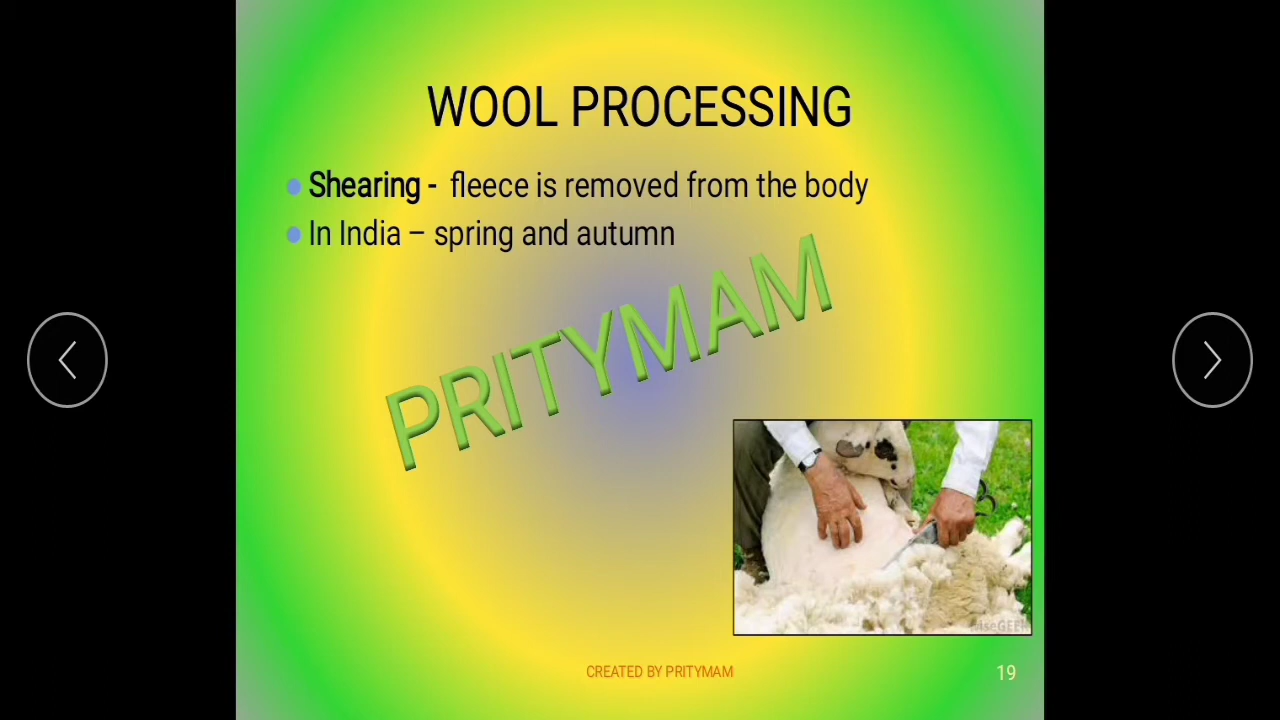 WOOL PROCESSING
Shearing - fleece is removed from the body
In India – spring and autumn
PRITYMAM
wiseGEEK
CREATED BY PRITYMAM
19